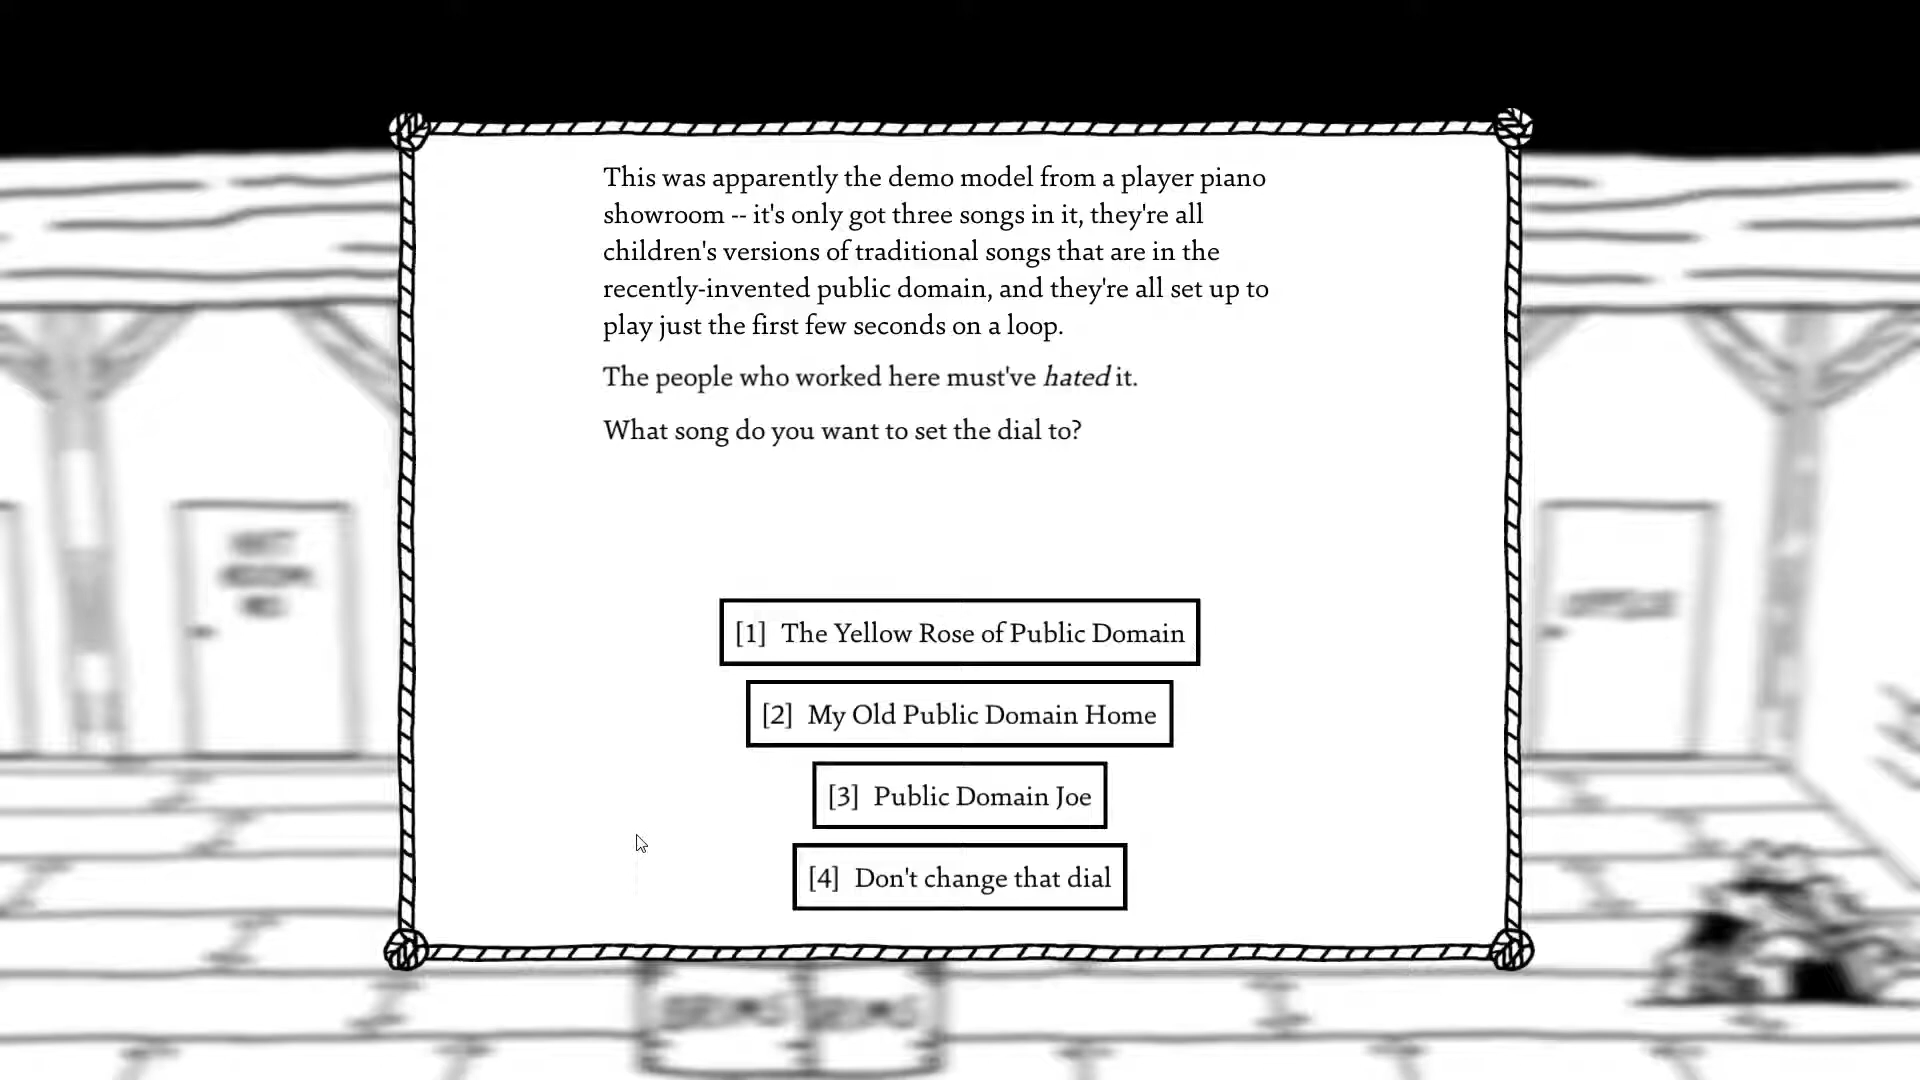 This was apparently the demo model from a player piano
showroom -- it's only got three songs in it, they're all
children's versions of traditional songs that are in the
recently-invented public domain, and they're all set up to
play just the first few seconds on a loop.
The people who worked here must've hated it.
What song do you want to set the dial to?
[1] The Yellow Rose of Public Domain
[2] My Old Public Domain Home
[3] Public Domain Joe
[4] Don't change that dial